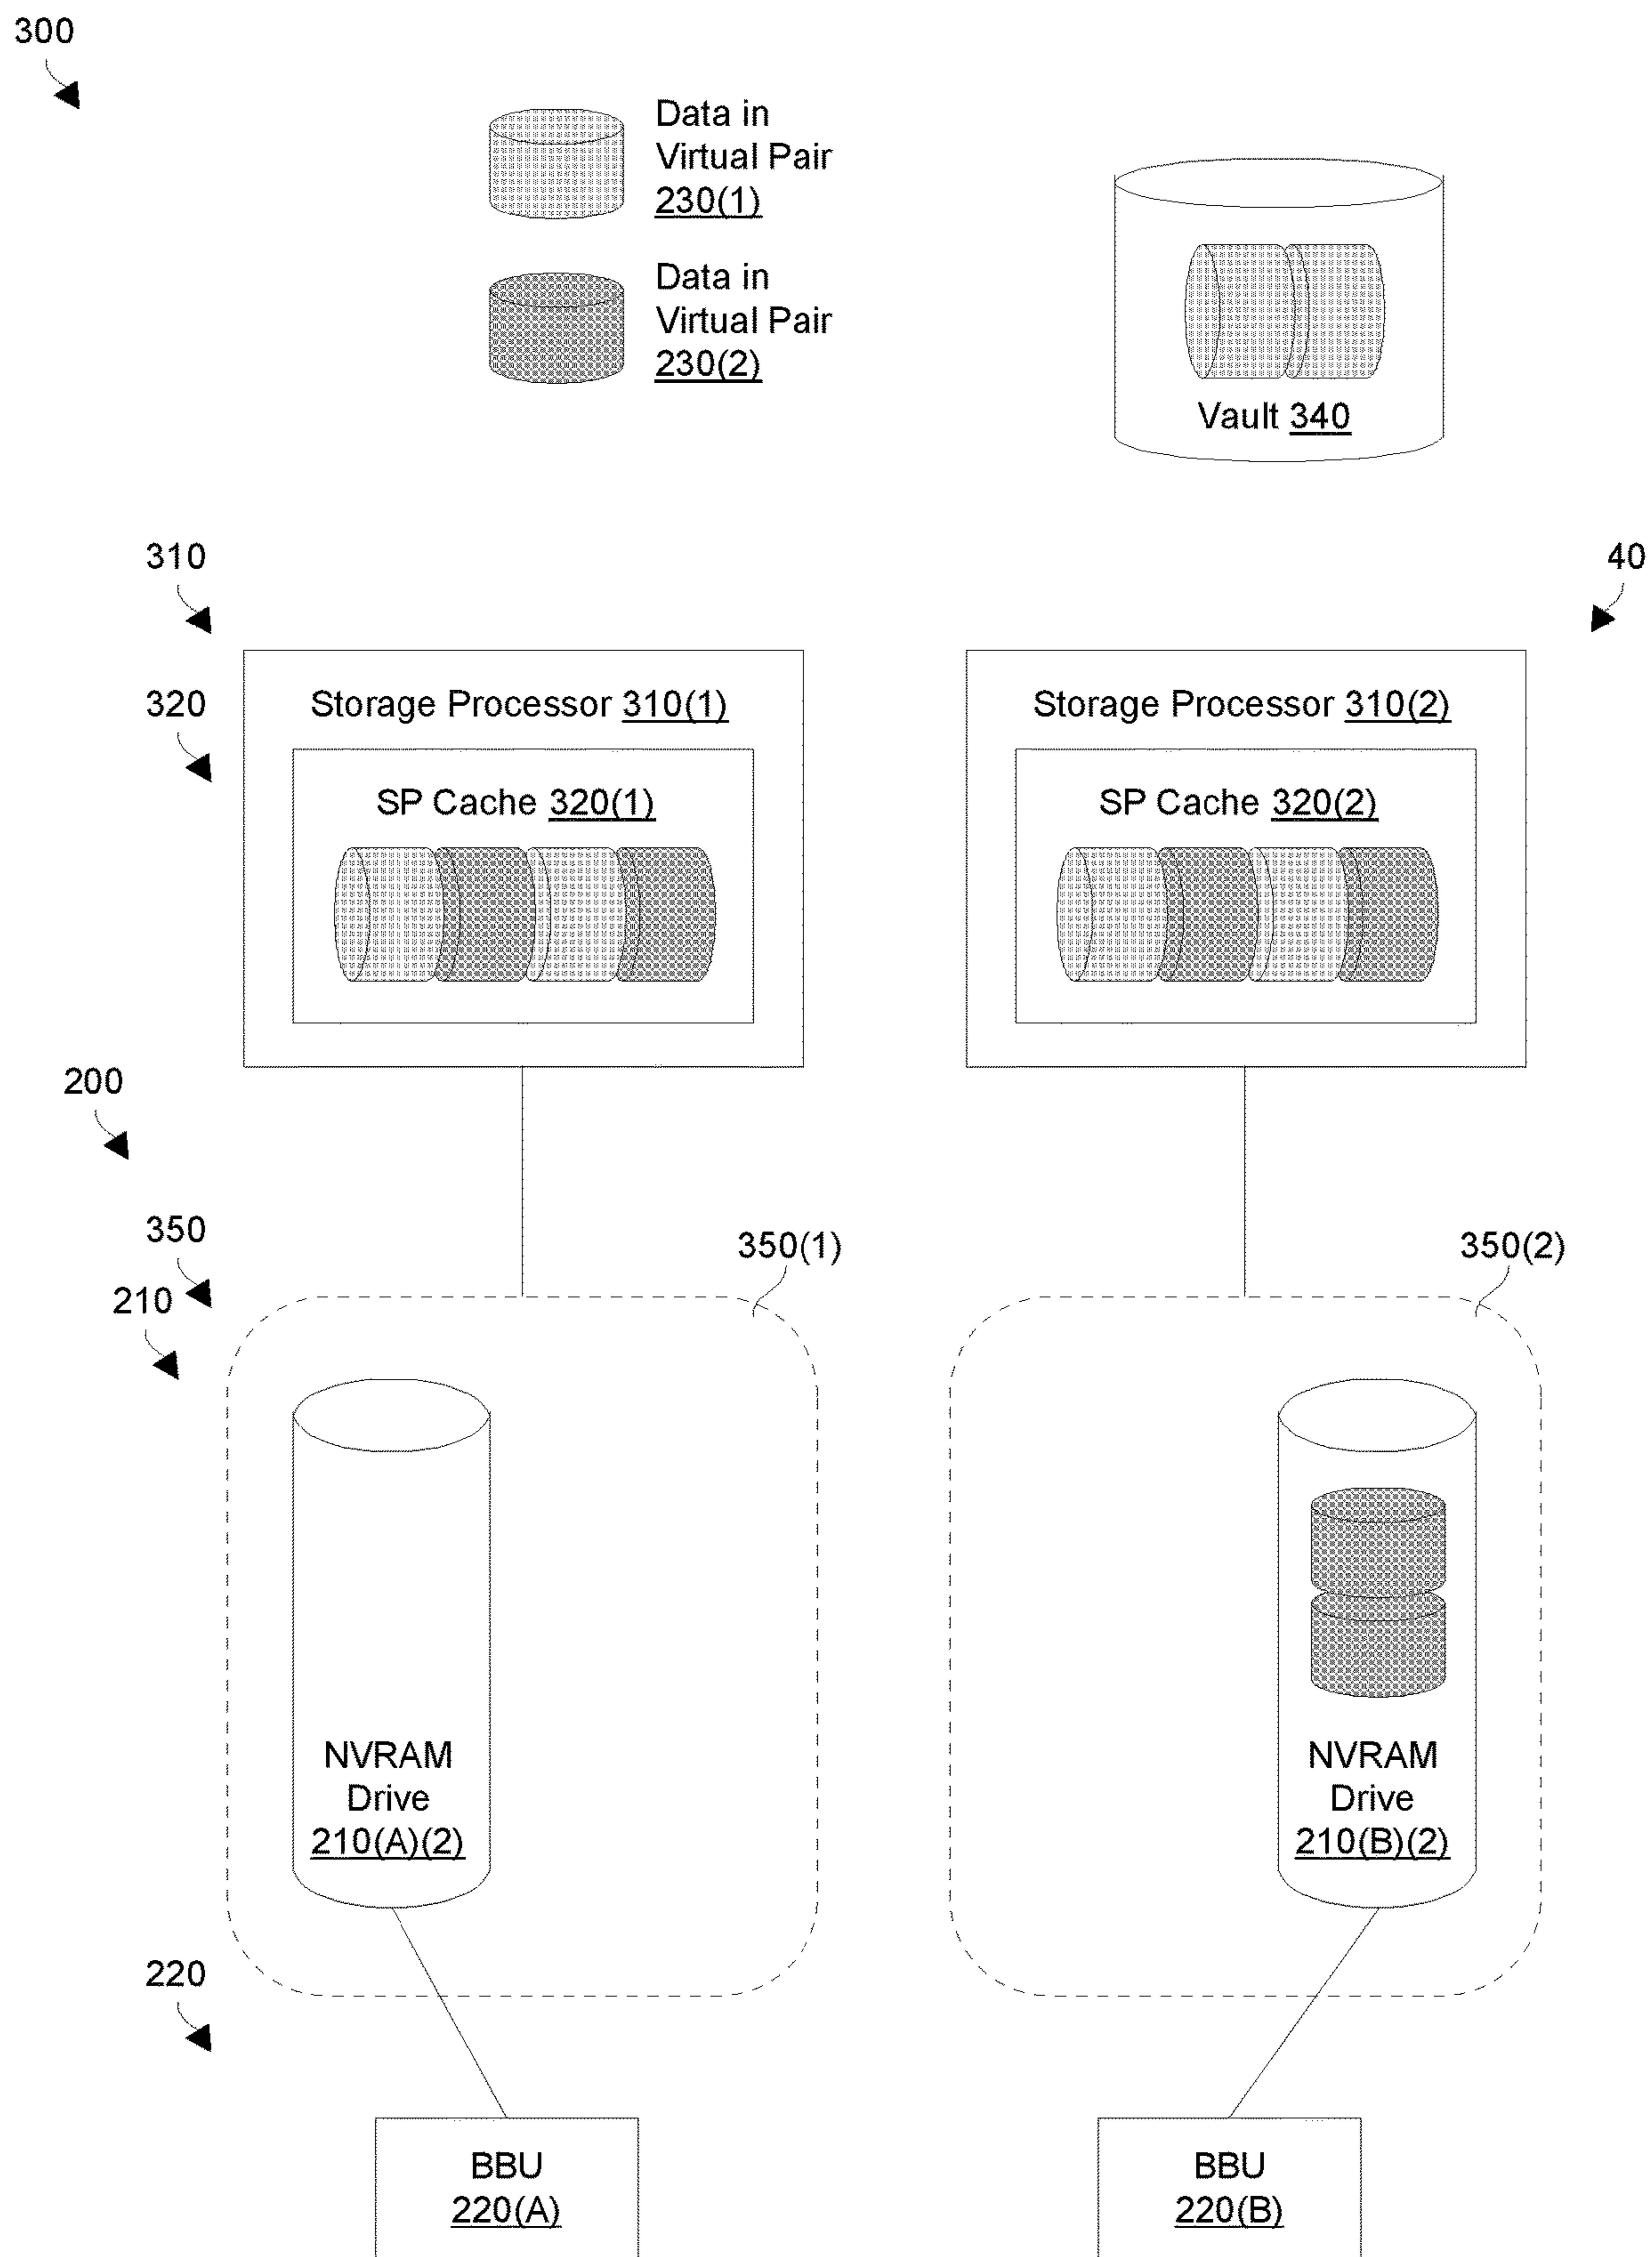 300
Data in
Virtual Pair
230(1)
Data in
Virtual Pair
230(2)
Vault 340
310
40
320
Storage Processor 310(1)
Storage Processor 310(2)
SP Cache 320(1)
SP Cache 320(2)
200
350
350(1)
350(2)
210
NVRAM
Drive
210(A)(2)
NVRAM
Drive
210(B)(2)
220
BBU
220(A)
BBU
220(B)